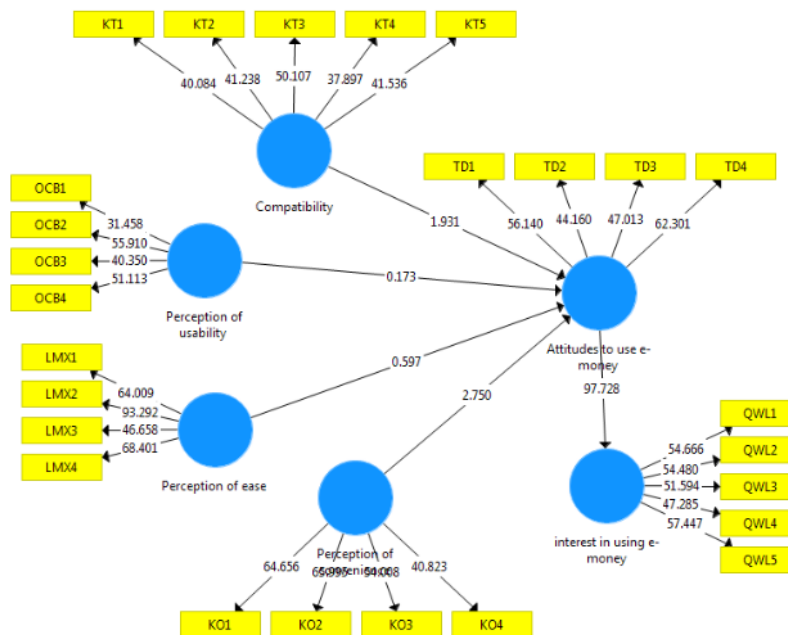 KT1
KT2
KT3
KT4
KT5
40.084
41.238
50.107
37.897
41.536
Compatibility
TD1
TD2
TD3
TD4
56.140
44.160
47.013
62.301
OCB1
OCB2
OCB3
OCB4
31.458
55.910
40.350
51.113
Perception of
usability
1.931
0.173
Attitudes to use e-
money
LMX1
LMX2
LMX3
LMX4
64.009
93.292
46.658
68.401
Perception of ease
0.597
2.750
97.728
QWL1
QWL2
QWL3
QWL4
QWL5
54.666
54.480
51.594
47.285
57.447
interest in using e-
money
Perception of
64.656
40.823
KO1
KO2
KO3
KO4